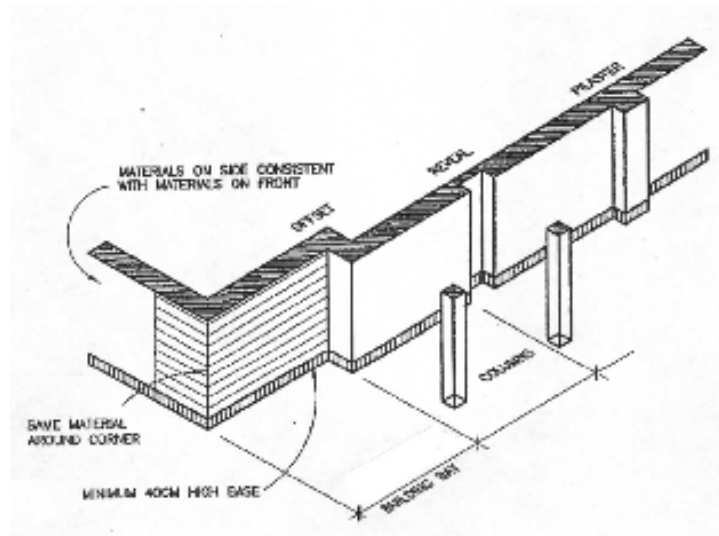 PILASTER
REVEAL
MATERIALS ON SIDE CONSISTENT
WITH MATERIALS ON FRONT
OFFSET
COLUMNS
SAME MATERIAL
AROUND CORNER
MINIMUM 40CM HIGH BASE
BUILDING BAY